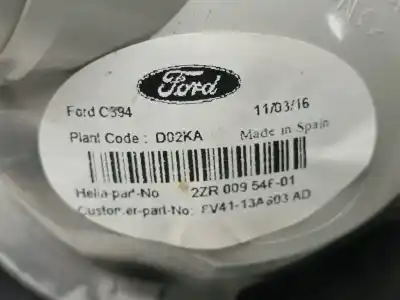 Ford
Ford C394 11/03/16
Plant Code : D02KA Made in Spain
Hella-part-No 2ZR 009 546-01
Customer-part-No: FV41-13A603 AD